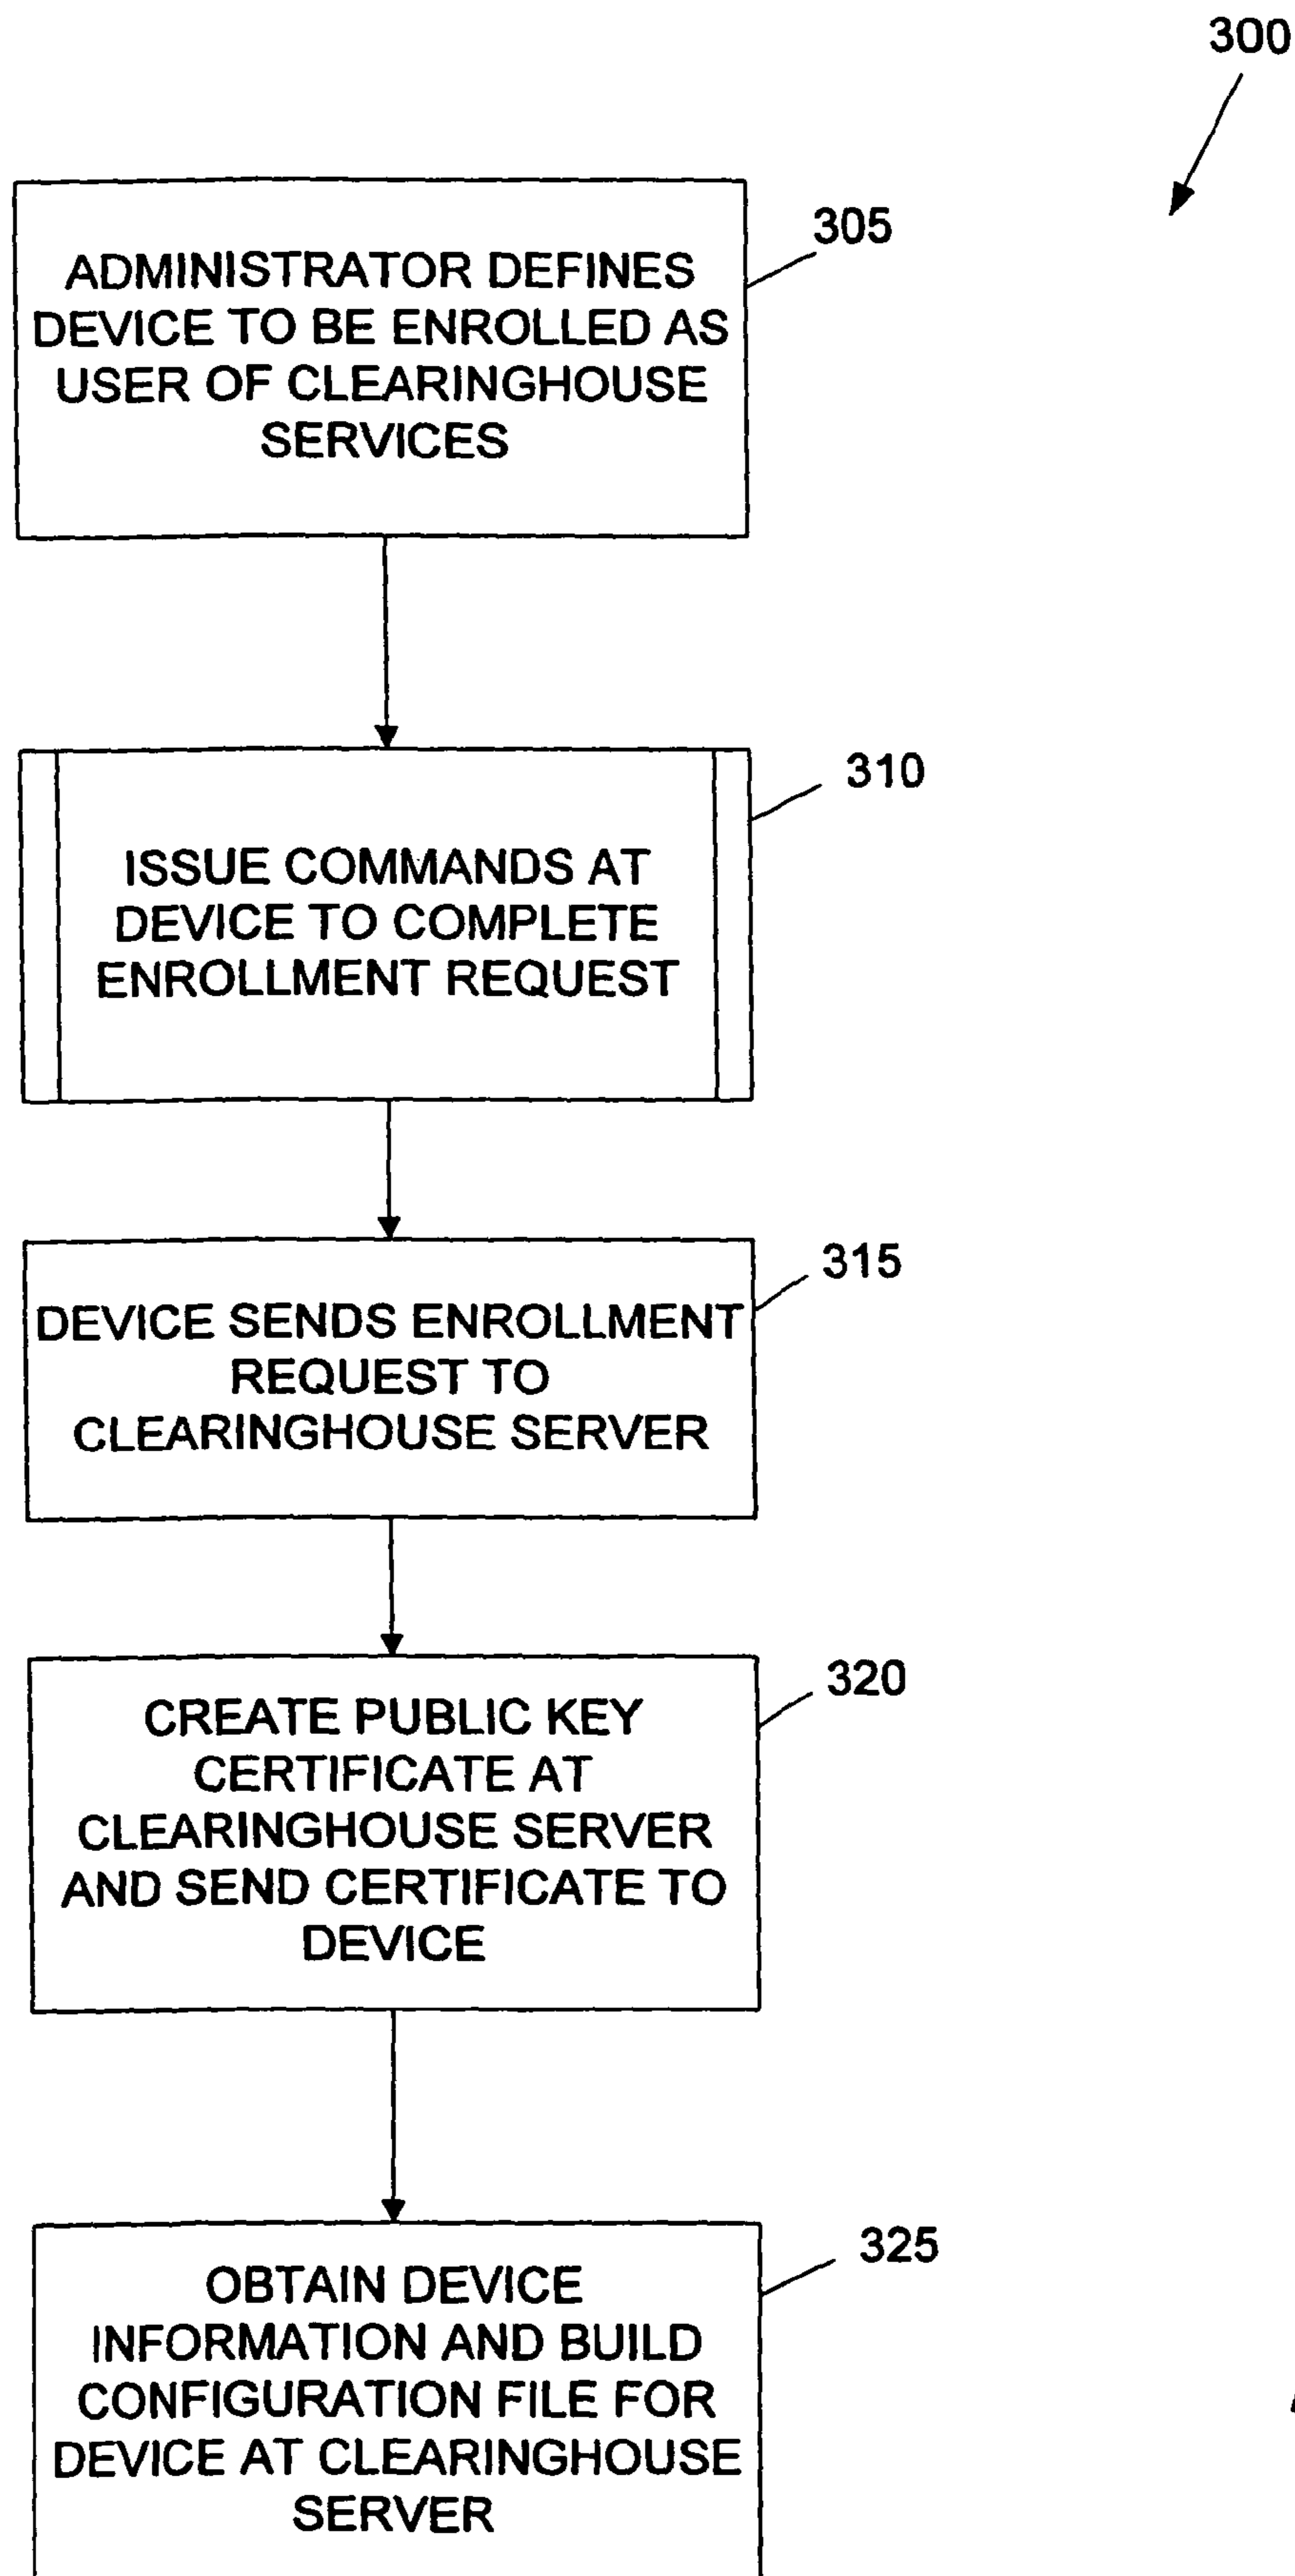 300
305
ADMINISTRATOR DEFINES
DEVICE TO BE ENROLLED AS
USER OF CLEARINGHOUSE
SERVICES
310
ISSUE COMMANDS AT
DEVICE TO COMPLETE
ENROLLMENT REQUEST
315
DEVICE SENDS ENROLLMENT
REQUEST TO
CLEARINGHOUSE SERVER
320
CREATE PUBLIC KEY
CERTIFICATE AT
CLEARINGHOUSE SERVER
AND SEND CERTIFICATE TO
DEVICE
325
OBTAIN DEVICE
INFORMATION AND BUILD
CONFIGURATION FILE FOR
DEVICE AT CLEARINGHOUSE
SERVER